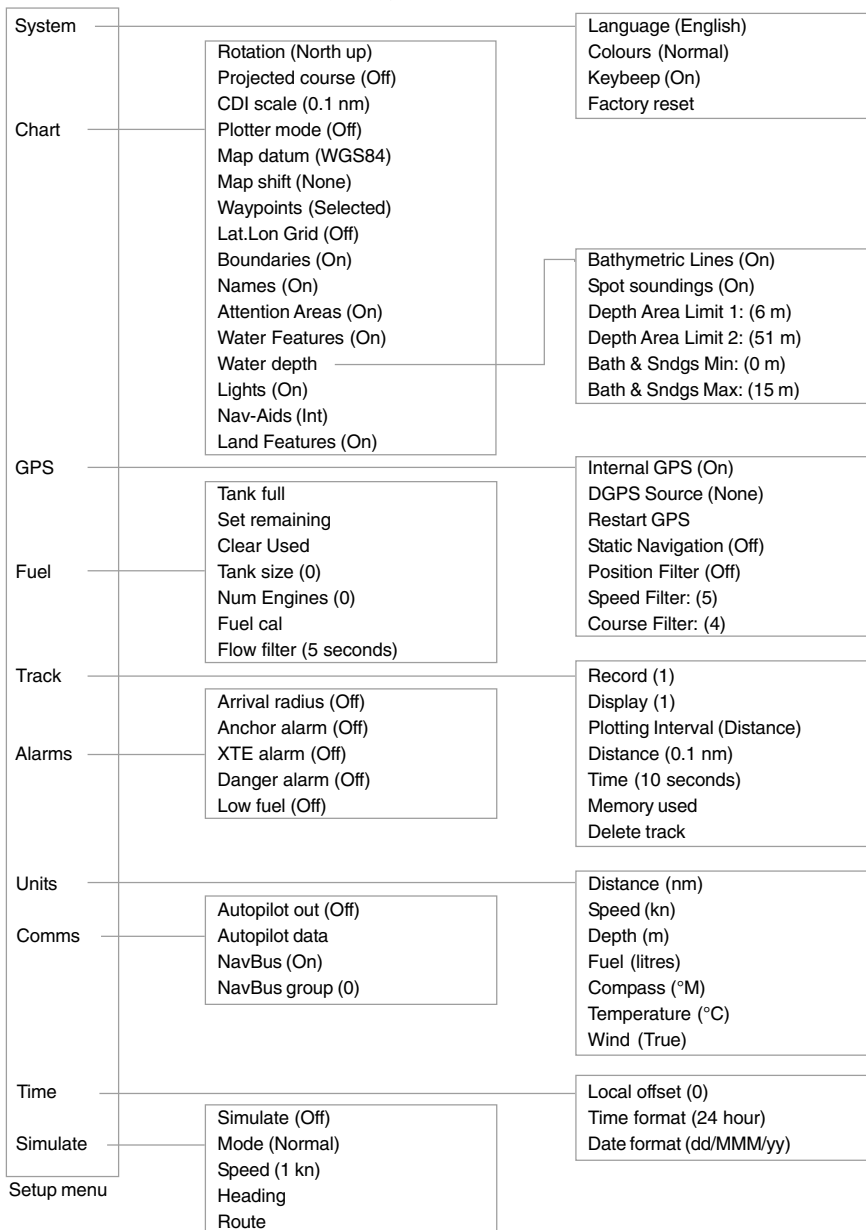 System
Language (English)
Colours (Normal)
Keybeep (On)
Factory reset
Chart
Rotation (North up)
Projected course (Off)
CDI scale (0.1 nm)
Plotter mode (Off)
Map datum (WGS84)
Map shift (None)
Waypoints (Selected)
Lat.Lon Grid (Off)
Boundaries (On)
Names (On)
Attention Areas (On)
Water Features (On)
Water depth
Lights (On)
Nav-Aids (Int)
Land Features (On)
Bathymetric Lines (On)
Spot soundings (On)
Depth Area Limit 1: (6 m)
Depth Area Limit 2: (51 m)
Bath & Sndgs Min: (0 m)
Bath & Sndgs Max: (15 m)
GPS
Internal GPS (On)
DGPS Source (None)
Restart GPS
Static Navigation (Off)
Position Filter (Off)
Speed Filter: (5)
Course Filter: (4)
Fuel
Tank full
Set remaining
Clear Used
Tank size (0)
Num Engines (0)
Fuel cal
Flow filter (5 seconds)
Track
Record (1)
Display (1)
Plotting Interval (Distance)
Distance (0.1 nm)
Time (10 seconds)
Memory used
Delete track
Alarms
Arrival radius (Off)
Anchor alarm (Off)
XTE alarm (Off)
Danger alarm (Off)
Low fuel (Off)
Units
Distance (nm)
Speed (kn)
Depth (m)
Fuel (litres)
Compass (°M)
Temperature (°C)
Wind (True)
Comms
Autopilot out (Off)
Autopilot data
NavBus (On)
NavBus group (0)
Time
Local offset (0)
Time format (24 hour)
Date format (dd/MMM/yy)
Simulate
Simulate (Off)
Mode (Normal)
Speed (1 kn)
Heading
Route
Setup menu